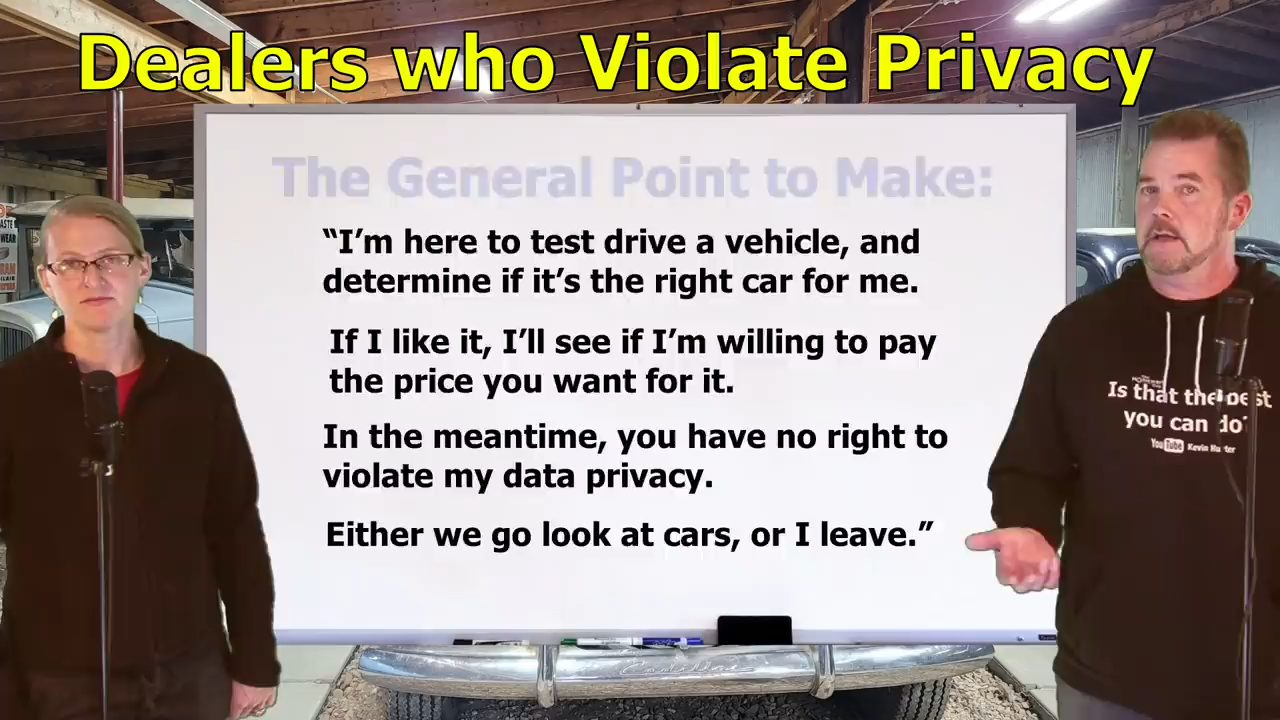 Dealers who Violate Privacy
The General Point to Make:
“I’m here to test drive a vehicle, and
determine if it’s the right car for me.
If I like it, I’ll see if I’m willing to pay
the price you want for it.
In the meantime, you have no right to
violate my data privacy.
Either we go look at cars, or I leave.”
Is that the best
you can do?
YouTube Kevin Hunter
Cadillac